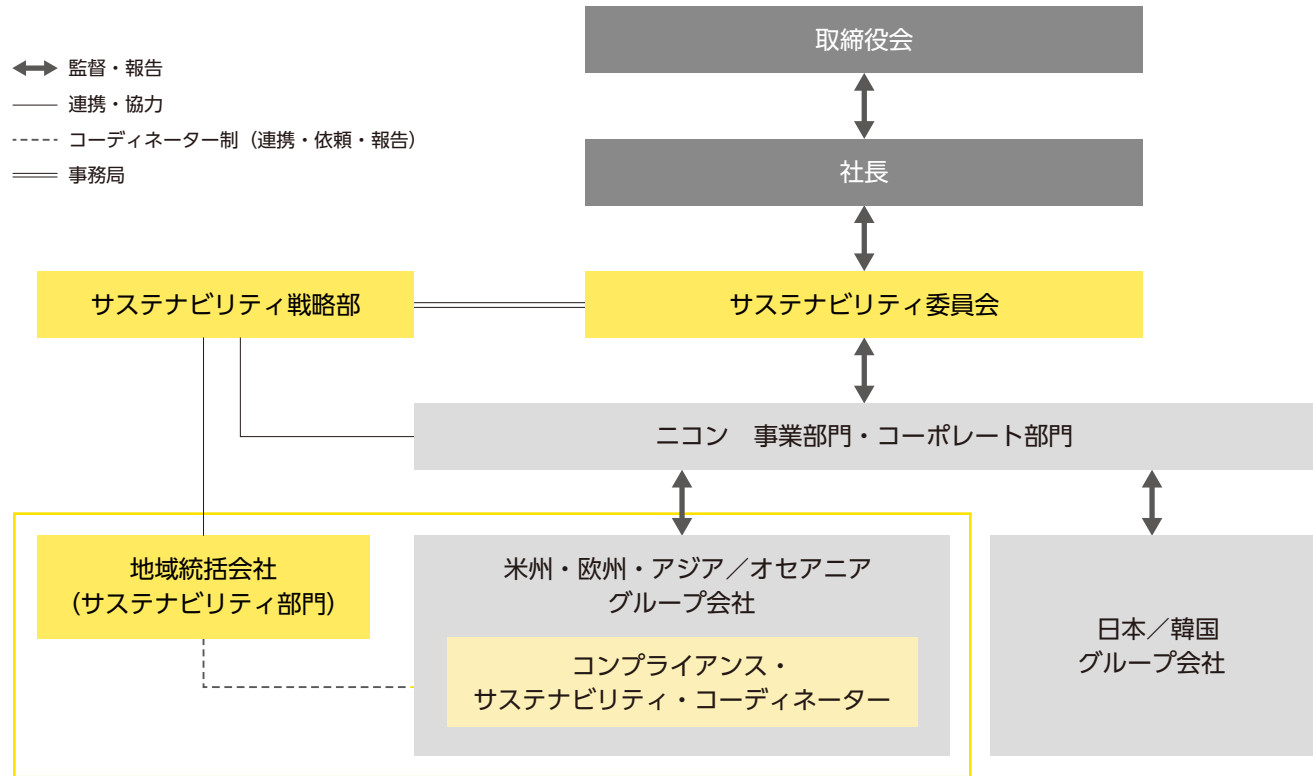 取締役会
監督・報告
連携・協力
コーディネーター制（連携・依頼・報告）
事務局
社長
サステナビリティ戦略部
サステナビリティ委員会
ニコン　事業部門・コーポレート部門
地域統括会社
（サステナビリティ部門）
米州・欧州・アジア／オセアニア
グループ会社
コンプライアンス・
サステナビリティ・コーディネーター
日本／韓国
グループ会社